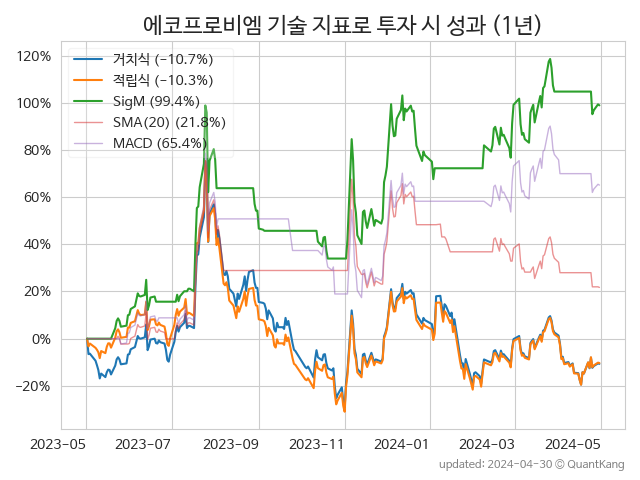 에코프로비엠 기술 지표로 투자 시 성과 (1년)
거치식 (−10.7%)
적립식 (−10.3%)
SigM (99.4%)
SMA(20) (21.8%)
MACD (65.4%)
120%
100%
80%
60%
40%
20%
0%
−20%
2023-05 2023-07 2023-09 2023-11 2024-01 2024-03 2024-05
updated: 2024-04-30 ⓒ QuantKang